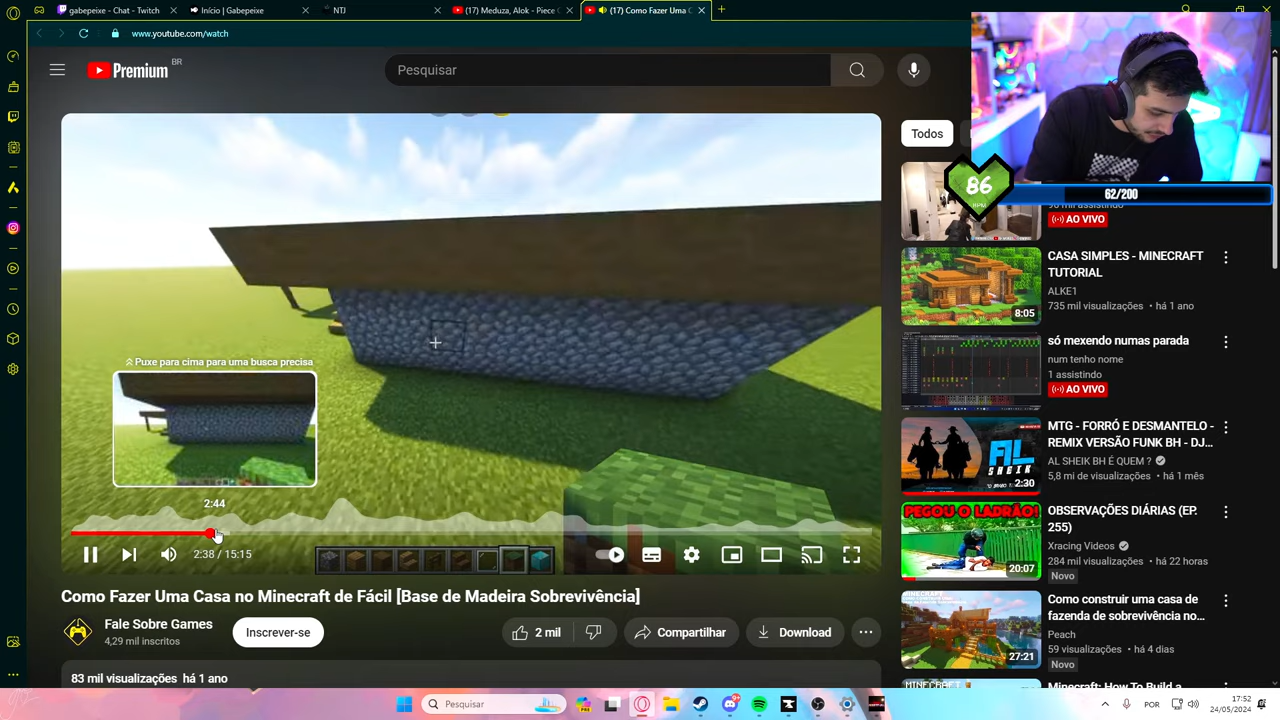 gabepeixe - Chat - Twitch
Início | Gabepeixe
NTJ
(17) Meduza, Alok - Piece O
(17) Como Fazer Uma C
www.youtube.com/watch
Premium BR
Pesquisar
Todos
86
BPM
62/200
AO VIVO
CASA SIMPLES - MINECRAFT
TUTORIAL
ALKE1
735 mil visualizações • há 1 ano
8:05
só mexendo numas parada
num tenho nome
1 assistindo
AO VIVO
MTG - FORRÓ E DESMANTELO -
REMIX VERSÃO FUNK BH - DJ...
AL SHEIK BH É QUEM ?
5,8 mi de visualizações • há 1 mês
AL
SHEIK
2:30
PEGOU O LADRÃO!
OBSERVAÇÕES DIÁRIAS (EP.
255)
Xracing Videos
284 mil visualizações • há 22 horas
Novo
20:07
MINECRAFT
Como construir uma casa de
fazenda de sobrevivência no...
Peach
59 visualizações • há 4 dias
Novo
27:21
Minecraft: How To Build a
Puxe para cima para uma busca precisa
2:44
2:38 / 15:15
Como Fazer Uma Casa no Minecraft de Fácil [Base de Madeira Sobrevivência]
Fale Sobre Games
4,29 mil inscritos
Inscrever-se
2 mil
Compartilhar
Download
83 mil visualizações há 1 ano
Pesquisar
POR
17:52
24/05/2024